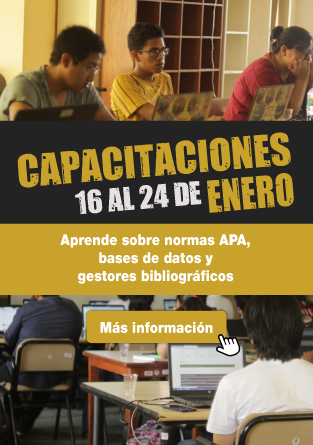 CAPACITACIONES
16 AL 24 DE ENERO
Aprende sobre normas APA,
bases de datos y
gestores bibliográficos
Más información